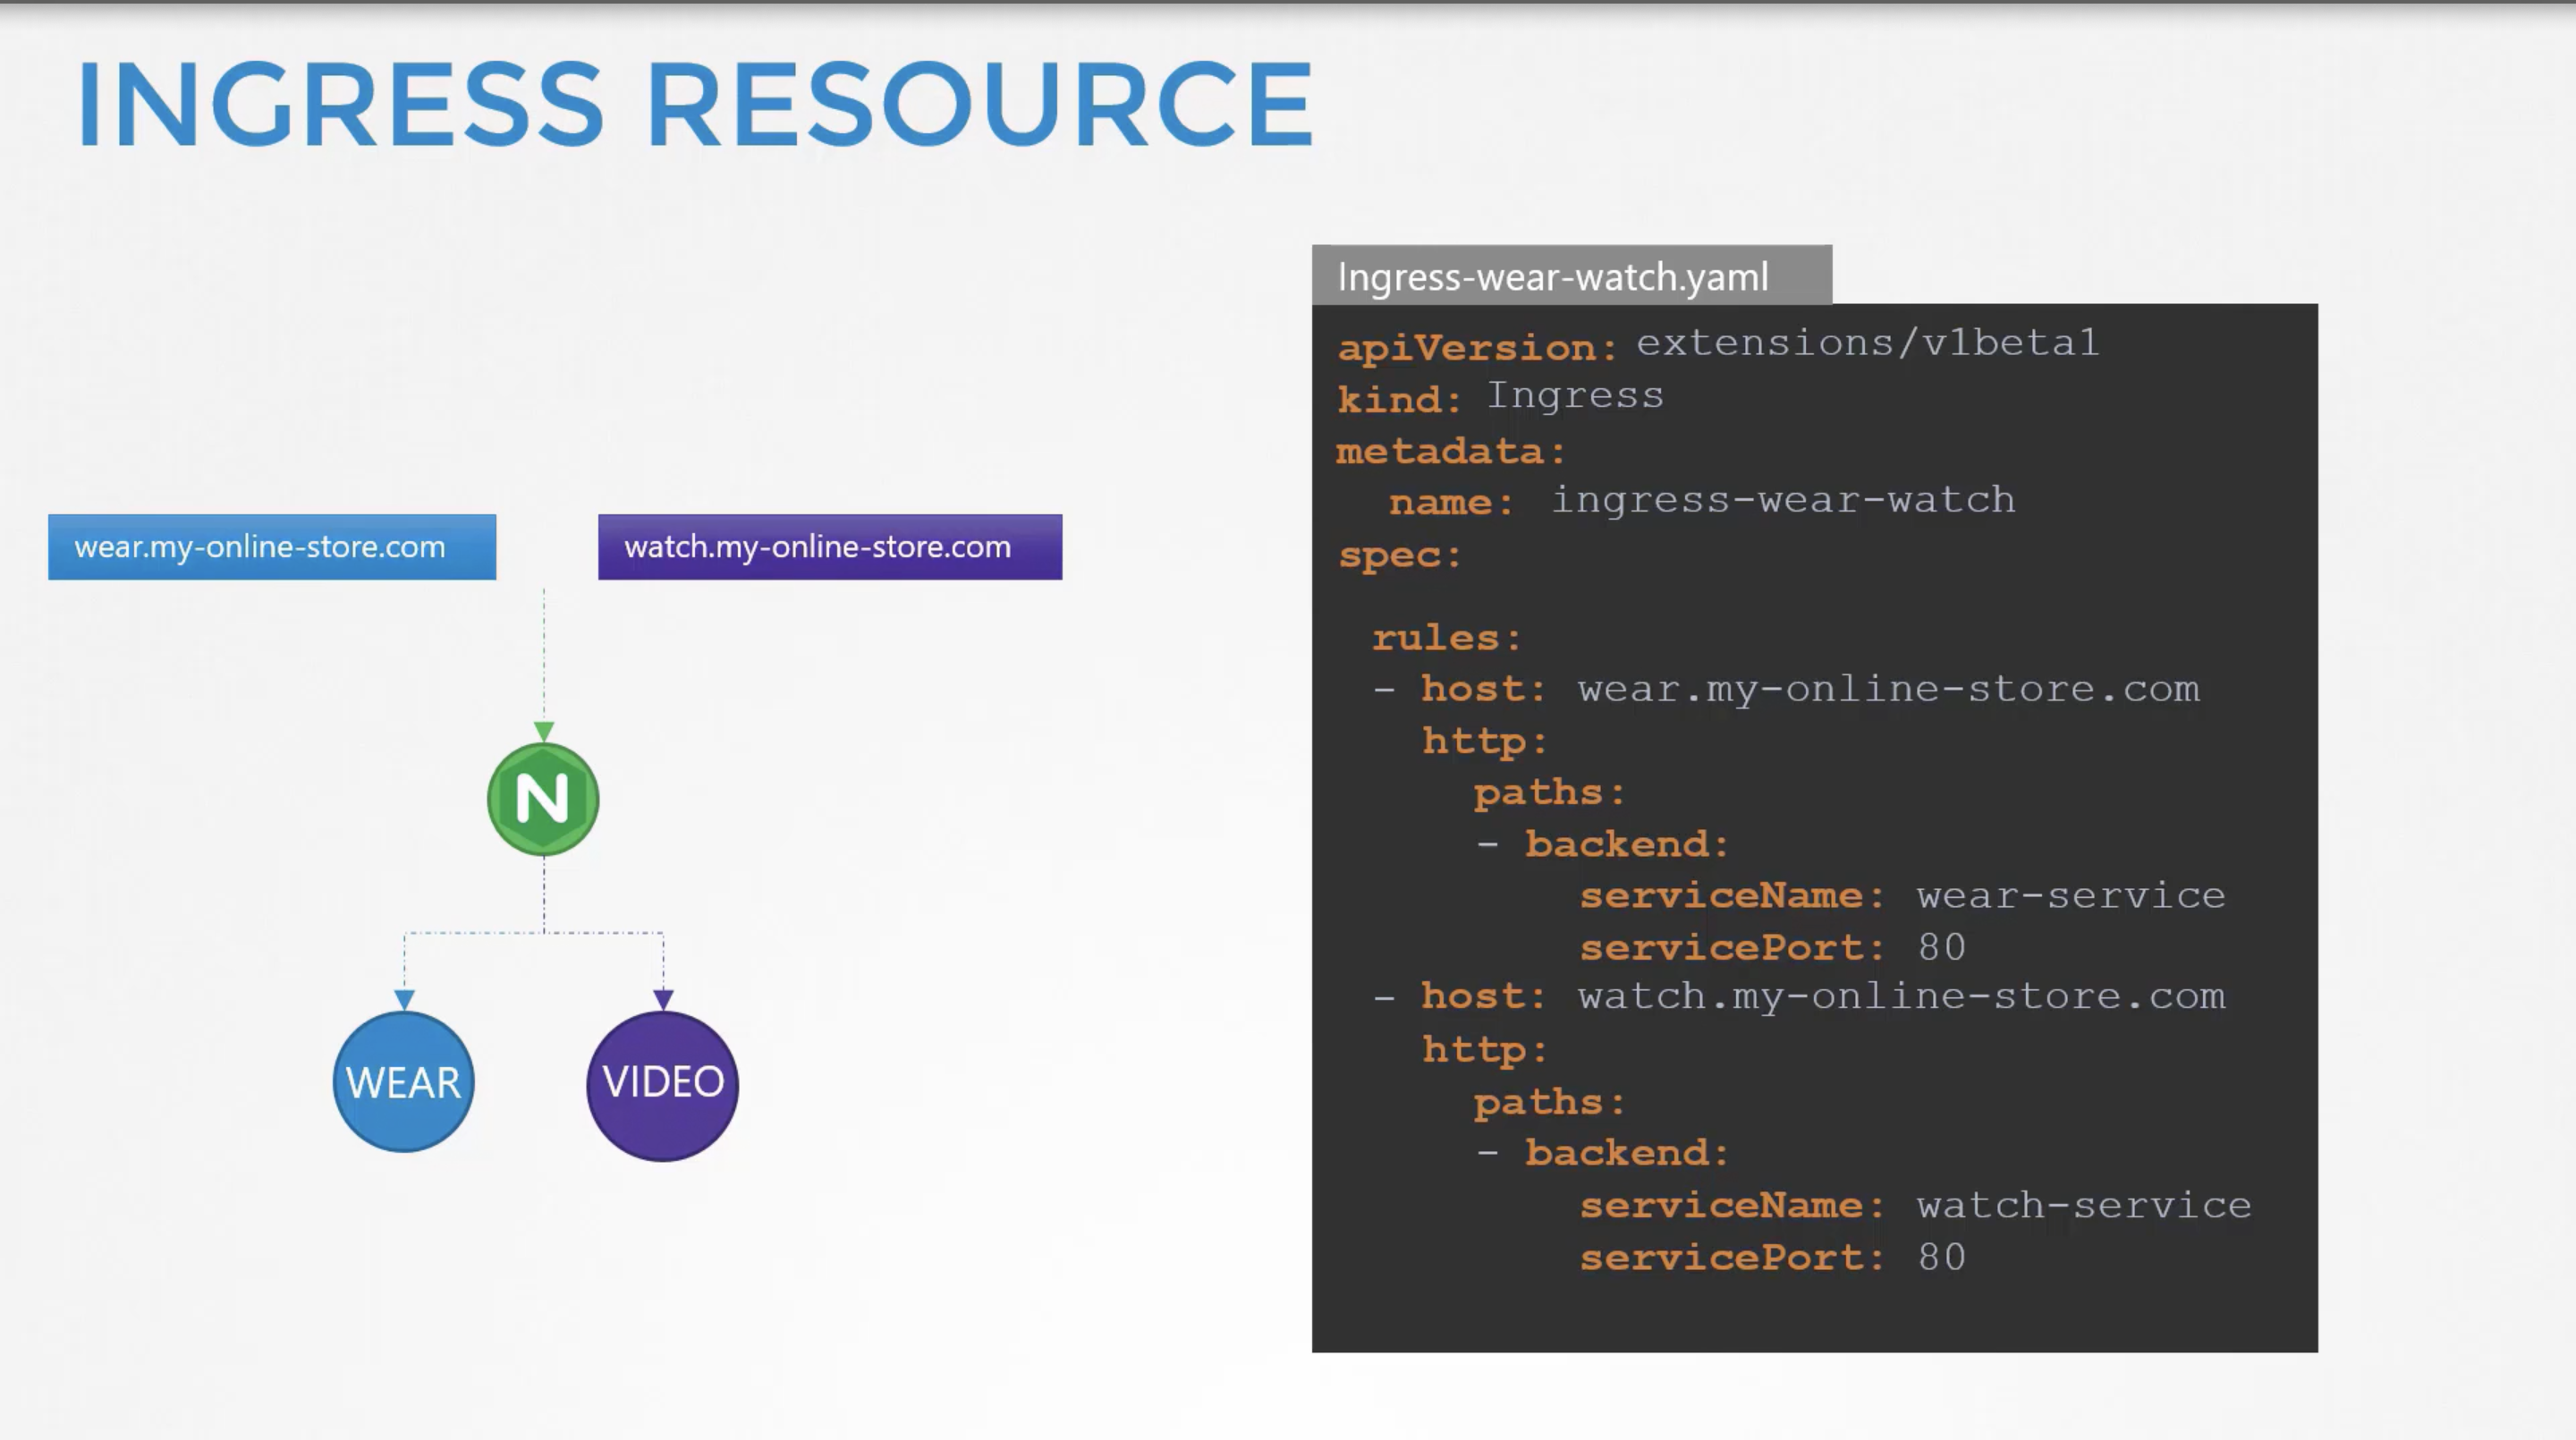 INGRESS RESOURCE
wear.my-online-store.com
watch.my-online-store.com
N
WEAR
VIDEO
Ingress-wear-watch.yaml
apiVersion: extensions/v1beta1
kind: Ingress
metadata:
  name: ingress-wear-watch
spec:
  rules:
  - host: wear.my-online-store.com
    http:
      paths:
      - backend:
          serviceName: wear-service
          servicePort: 80
  - host: watch.my-online-store.com
    http:
      paths:
      - backend:
          serviceName: watch-service
          servicePort: 80